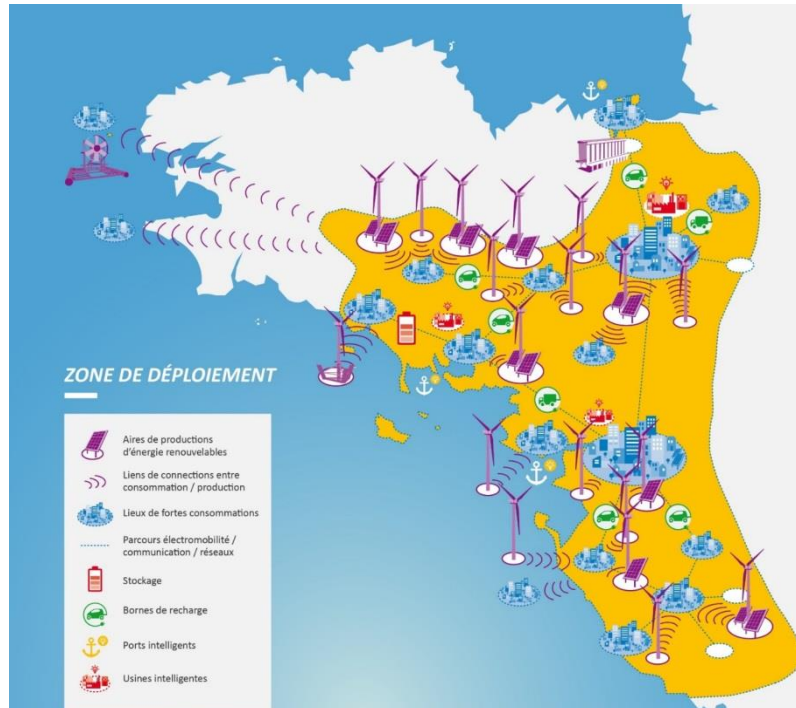 ZONE DE DÉPLOIEMENT
Aires de productions
d'énergie renouvelables
Liens de connections entre
consommation / production
Lieux de fortes consommations
Parcours électromobilité /
communication / réseaux
Stockage
Bornes de recharge
Ports intelligents
Usines intelligentes